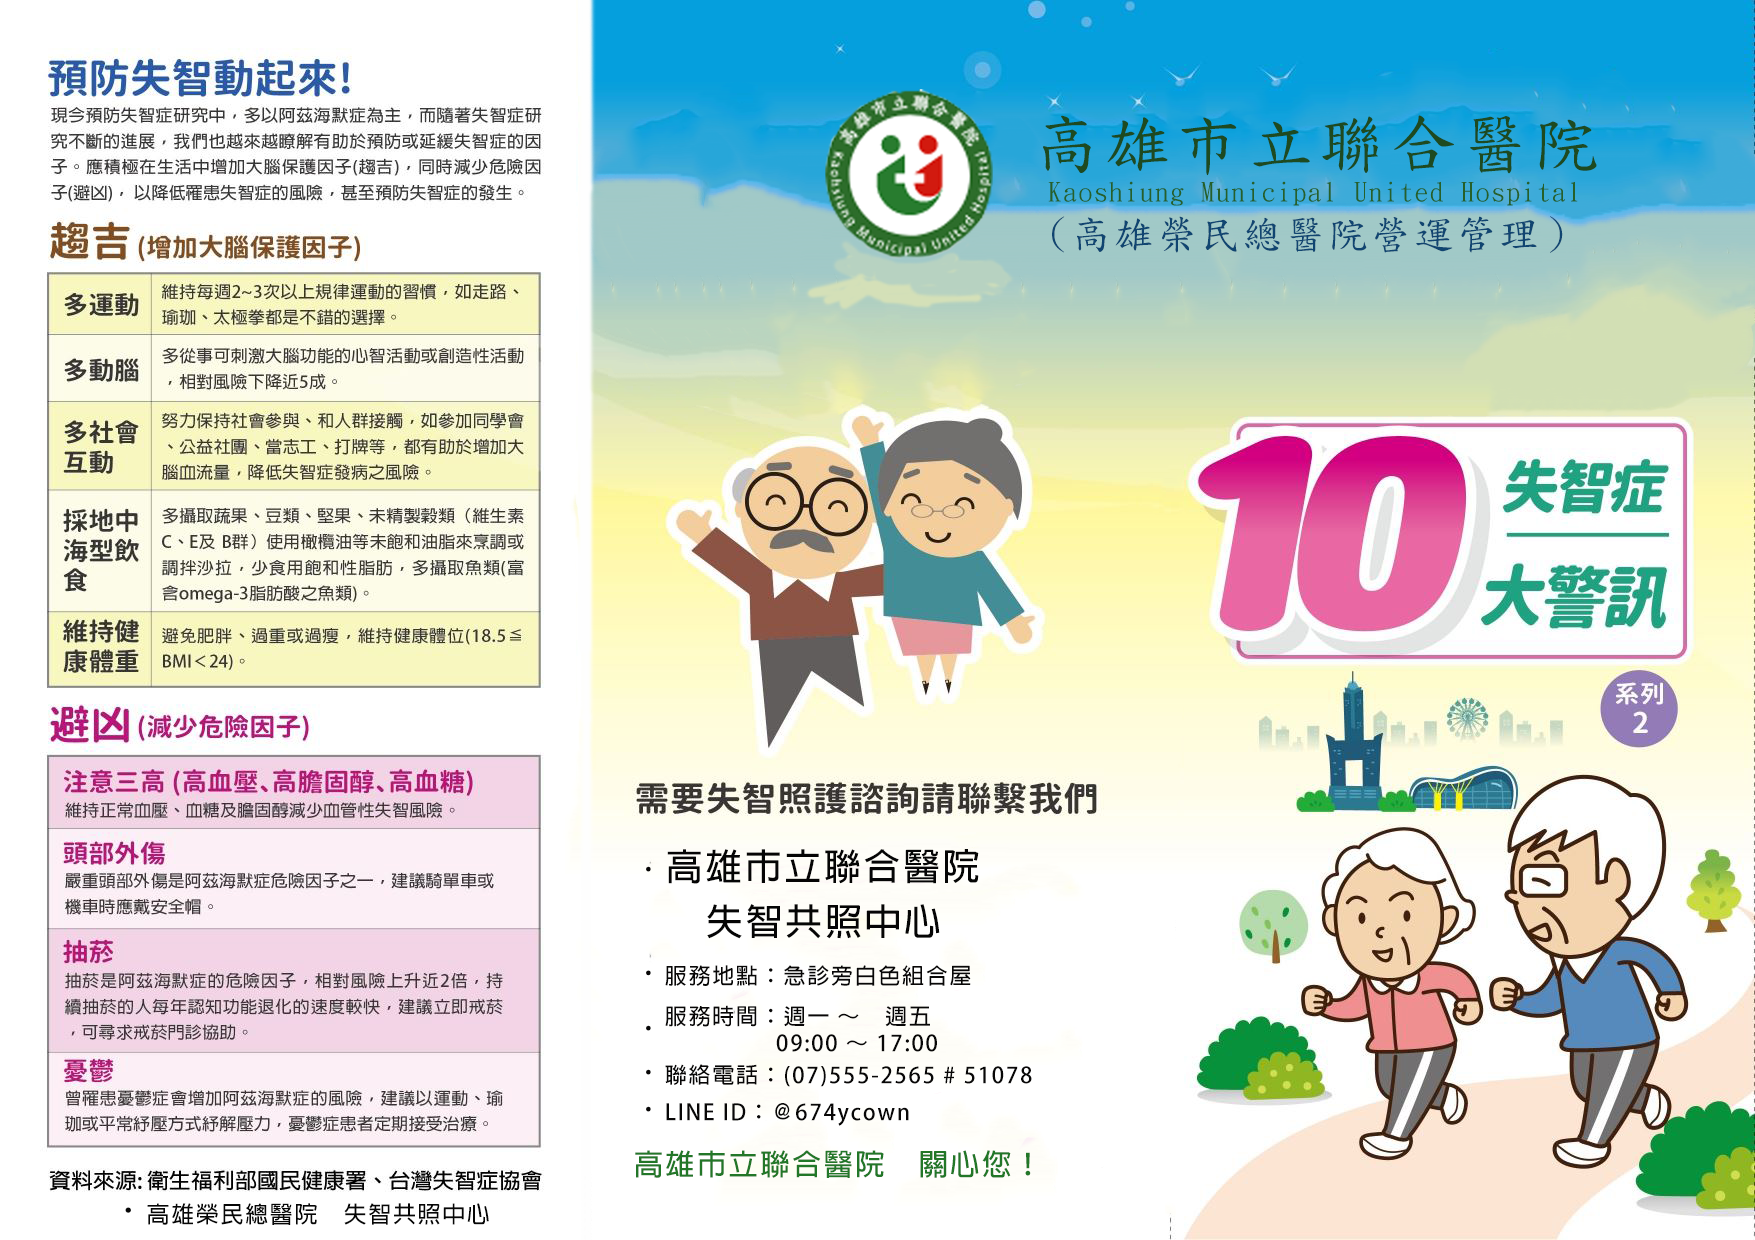 預防失智動起來!
現今預防失智症研究中，多以阿茲海默症為主，而隨著失智症研
究不斷的進展，我們也越來越瞭解有助於預防或延緩失智症的因
子。應積極在生活中增加大腦保護因子(趨吉)，同時減少危險因
子(避凶)，以降低罹患失智症的風險，甚至預防失智症的發生。
趨吉 (增加大腦保護因子)
多運動
維持每週2~3次以上規律運動的習慣，如走路、
瑜珈、太極拳都是不錯的選擇。
多動腦
多從事可刺激大腦功能的心智活動或創造性活動
，相對風險下降近5成。
多社會
互動
努力保持社會參與、和人群接觸，如參加同學會
、公益社團、當志工、打牌等，都有助於增加大
腦血流量，降低失智症發病之風險。
採地中
海型飲
食
多攝取蔬果、豆類、堅果、未精製穀類（維生素
C、E及 B群）使用橄欖油等未飽和油脂來烹調或
調拌沙拉，少食用飽和性脂肪，多攝取魚類(富
含omega-3脂肪酸之魚類)。
維持健
康體重
避免肥胖、過重或過瘦，維持健康體位(18.5≦
BMI＜24)。
避凶 (減少危險因子)
注意三高 (高血壓、高膽固醇、高血糖)
維持正常血壓、血糖及膽固醇減少血管性失智風險。
頭部外傷
嚴重頭部外傷是阿茲海默症危險因子之一，建議騎單車或
機車時應戴安全帽。
抽菸
抽菸是阿茲海默症的危險因子，相對風險上升近2倍，持
續抽菸的人每年認知功能退化的速度較快，建議立即戒菸
，可尋求戒菸門診協助。
憂鬱
曾罹患憂鬱症會增加阿茲海默症的風險，建議以運動、瑜
珈或平常紓壓方式紓解壓力，憂鬱症患者定期接受治療。
資料來源: 衛生福利部國民健康署、台灣失智症協會
・高雄榮民總醫院　失智共照中心
高雄市立聯合醫院
Kaohsiung Municipal United Hospital
高雄市立聯合醫院
Kaoshiung Municipal United Hospital
（高雄榮民總醫院營運管理）
需要失智照護諮詢請聯繫我們
・高雄市立聯合醫院
失智共照中心
・服務地點：急診旁白色組合屋
・服務時間：週一 ～　週五
09:00 ～ 17:00
・聯絡電話：(07)555-2565 # 51078
・LINE ID：@674ycown
高雄市立聯合醫院　關心您！
10
失智症
大警訊
系列
2